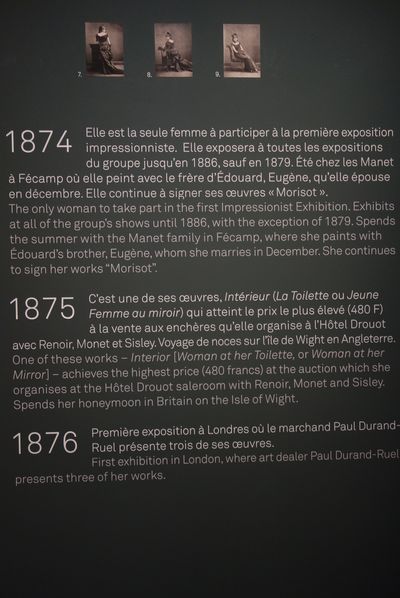 7.
8.
9.
1874 Elle est la seule femme à participer à la première exposition
impressionniste. Elle exposera à toutes les expositions
du groupe jusqu'en 1886, sauf en 1879. Été chez les Manet
à Fécamp où elle peint avec le frère d'Édouard, Eugène, qu'elle épouse
en décembre. Elle continue à signer ses œuvres « Morisot ».
The only woman to take part in the first Impressionist Exhibition. Exhibits
at all of the group's shows until 1886, with the exception of 1879. Spends
the summer with the Manet family in Fécamp, where she paints with
Édouard's brother, Eugène, whom she marries in December. She continues
to sign her works “Morisot”.
1875 C'est une de ses œuvres, Intérieur (La Toilette ou Jeune
Femme au miroir) qui atteint le prix le plus élevé (480 F)
à la vente aux enchères qu'elle organise à l'Hôtel Drouot
avec Renoir, Monet et Sisley. Voyage de noces sur l'île de Wight en Angleterre.
One of these works – Interior [Woman at her Toilette, or Woman at her
Mirror] – achieves the highest price (480 francs) at the auction which she
organises at the Hôtel Drouot saleroom with Renoir, Monet and Sisley.
Spends her honeymoon in Britain on the Isle of Wight.
1876 Première exposition à Londres où le marchand Paul Durand-
Ruel présente trois de ses œuvres.
First exhibition in London, where art dealer Paul Durand-Ruel
presents three of her works.